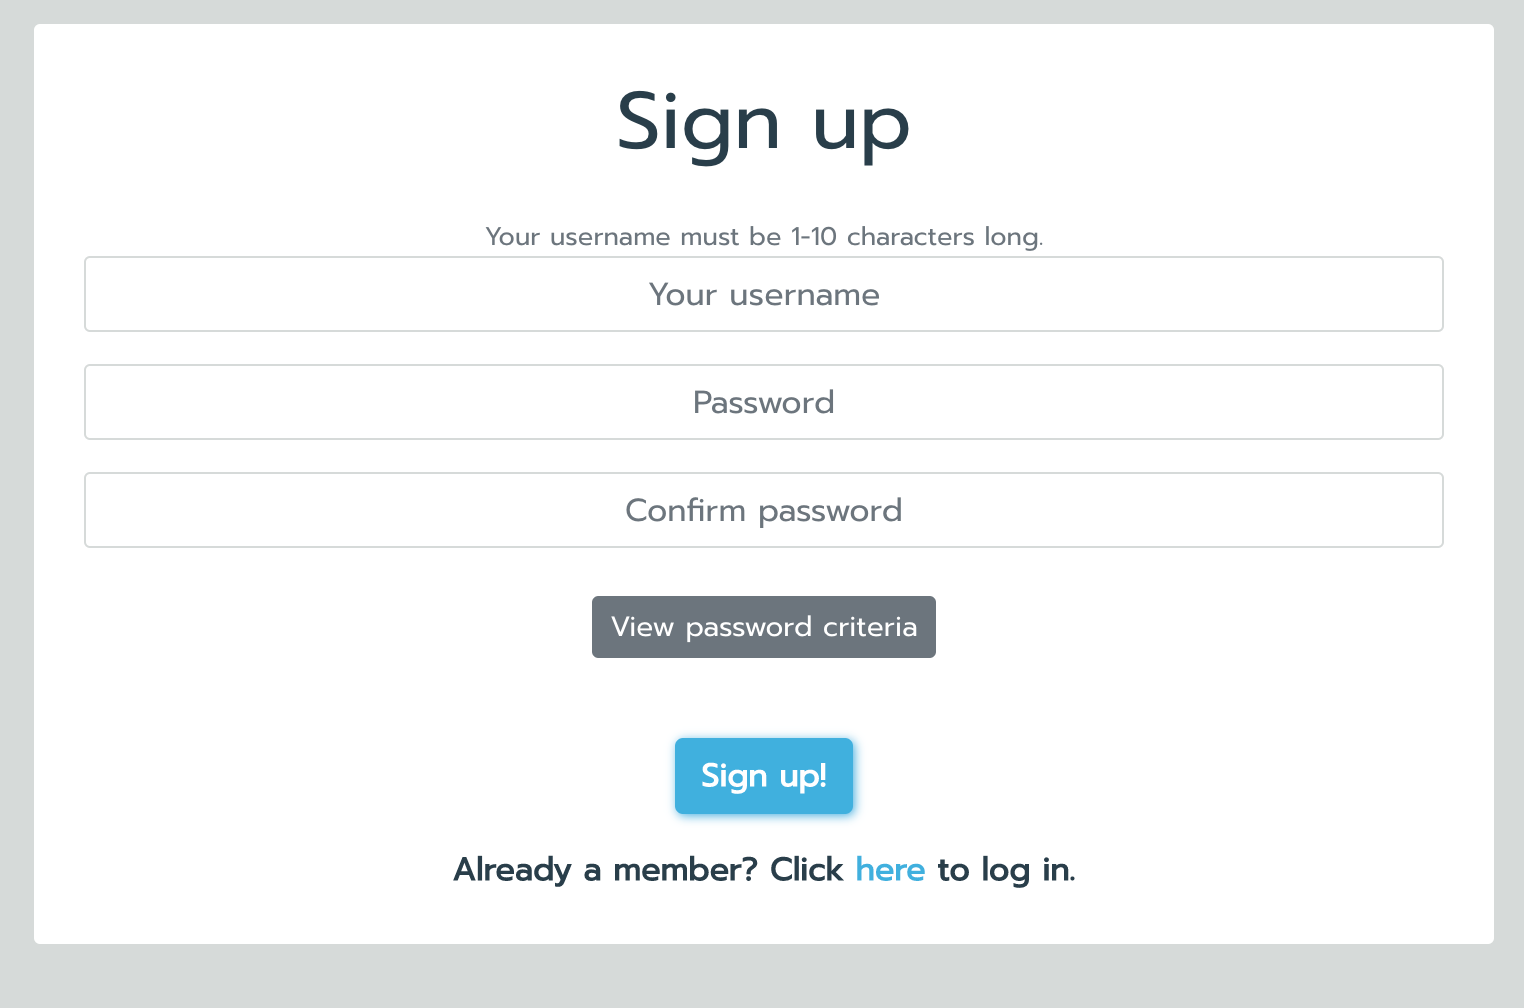 Sign up
Your username must be 1-10 characters long.
Your username
Password
Confirm password
View password criteria
Sign up!
Already a member? Click here to log in.